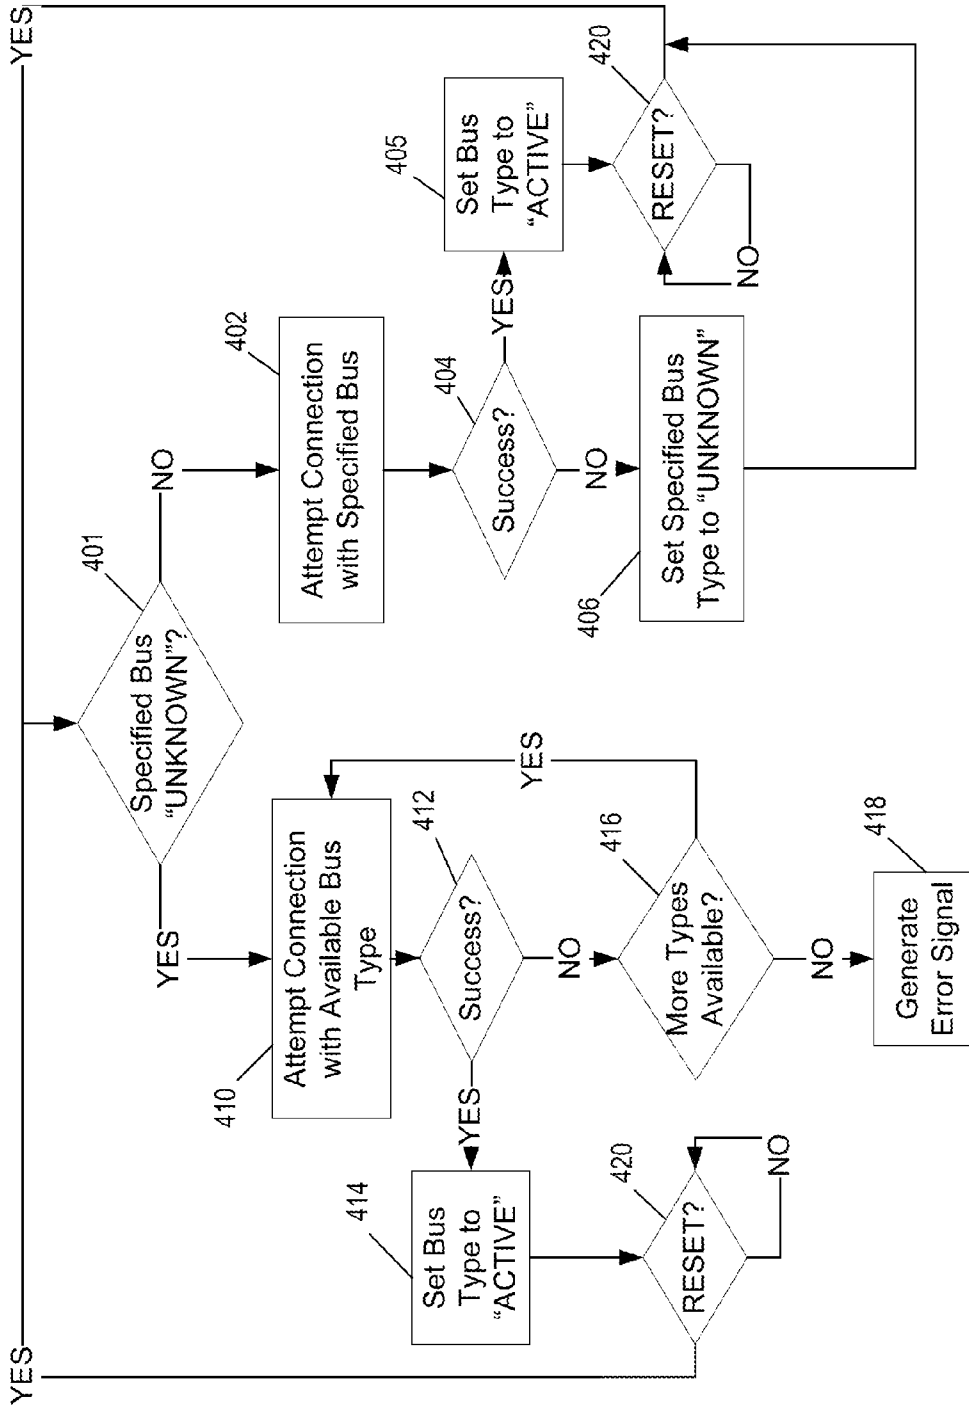 YES
YES
401
Specified Bus
"UNKNOWN"?
YES
NO
410
Attempt Connection
with Available Bus
Type
402
Attempt Connection
with Specified Bus
412
Success?
YES
NO
404
Success?
YES
NO
414
Set Bus
Type to
"ACTIVE"
405
Set Bus
Type to
"ACTIVE"
420
RESET?
NO
416
More Types
Available?
YES
NO
406
Set Specified Bus
Type to "UNKNOWN"
420
RESET?
NO
418
Generate
Error Signal